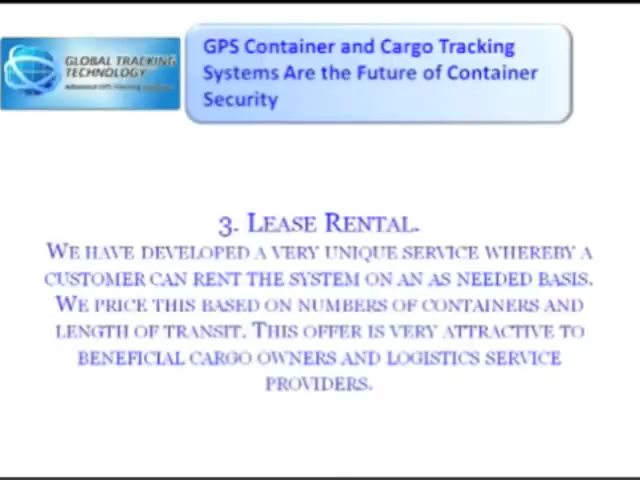 GLOBAL TRACKING
TECHNOLOGY
GPS Container and Cargo Tracking
Systems Are the Future of Container
Security
3. LEASE RENTAL.
WE HAVE DEVELOPED A VERY UNIQUE SERVICE WHEREBY A
CUSTOMER CAN RENT THE SYSTEM ON AN AS NEEDED BASIS.
WE PRICE THIS BASED ON NUMBERS OF CONTAINERS AND
LENGTH OF TRANSIT. THIS OFFER IS VERY ATTRACTIVE TO
BENEFICIAL CARGO OWNERS AND LOGISTICS SERVICE
PROVIDERS.